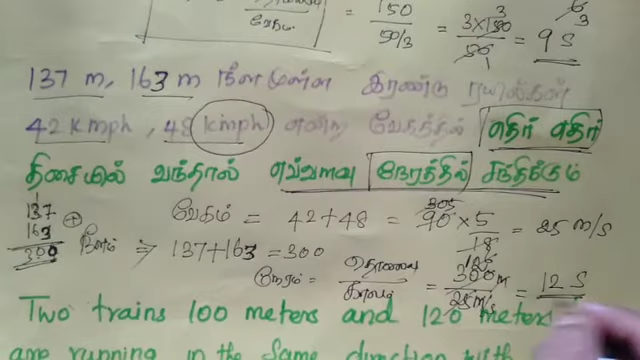 வேகம் = 150 / 50/3 = 3×150 / 50 = 9 s
137 m, 163 m நீளமுள்ள இரண்டு ரயில்கள்
42 kmph, 48 kmph என்ற வேகத்தில் எதிர் எதிர்
திசையில் வந்தால் எவ்வளவு நேரத்தில் சந்திக்கும்
137 + 163 = 300
வேகம் = 42+48 = 90 × 5 / 18 = 25 m/s
நீளம் ⇒ 137+163 = 300
நேரம் = தொலைவு / காலம் = 300 m / 25 m/s = 12 s
Two trains 100 meters and 120 meters
are running in the same direction with